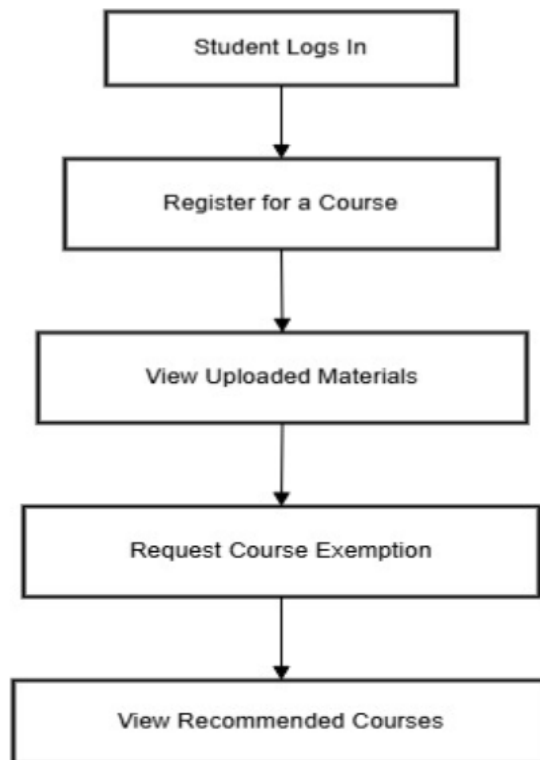 Student Logs In
Register for a Course
View Uploaded Materials
Request Course Exemption
View Recommended Courses